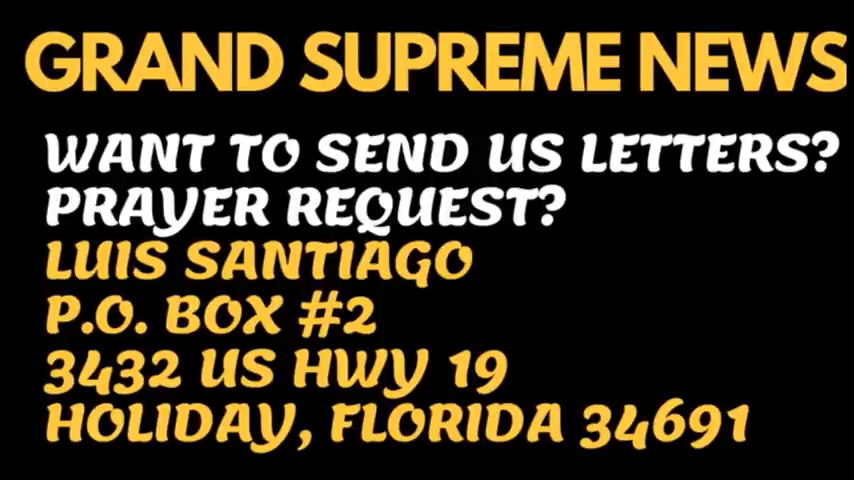 GRAND SUPREME NEWS
WANT TO SEND US LETTERS?
PRAYER REQUEST?
LUIS SANTIAGO
P.O. BOX #2
3432 US HWY 19
HOLIDAY, FLORIDA 34691